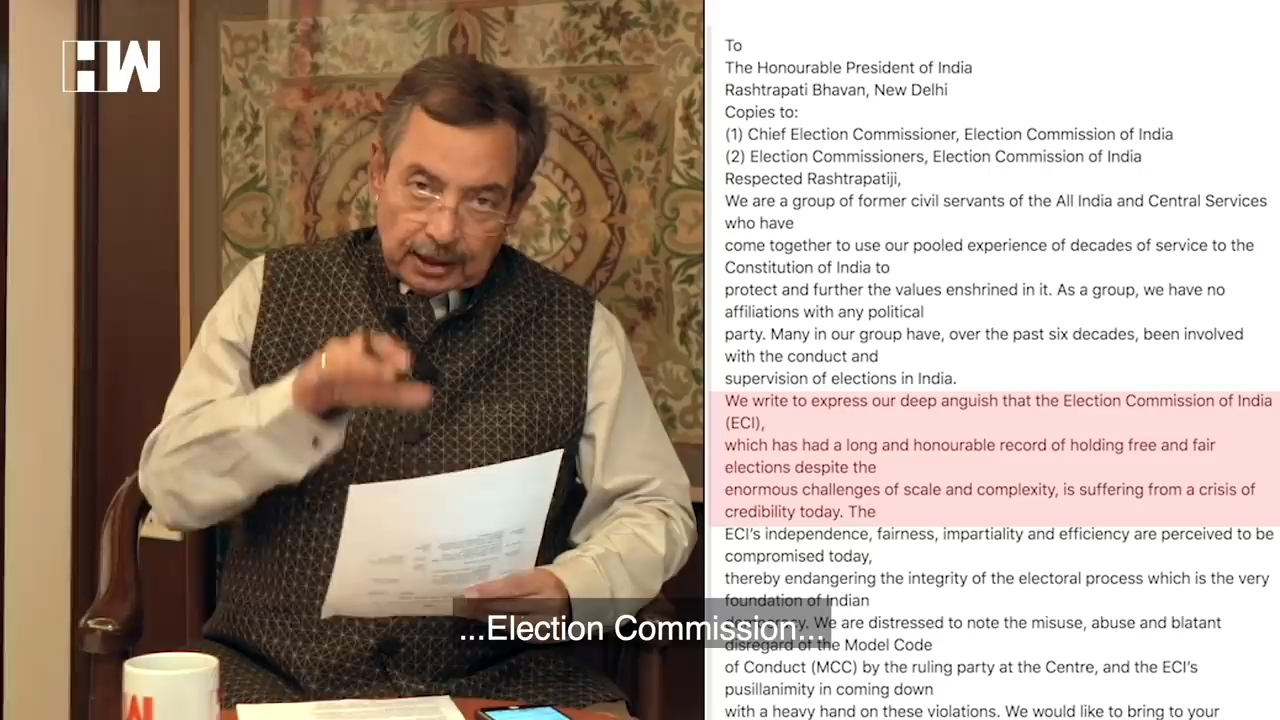 HW
To
The Honourable President of India
Rashtrapati Bhavan, New Delhi
Copies to:
(1) Chief Election Commissioner, Election Commission of India
(2) Election Commissioners, Election Commission of India
Respected Rashtrapatiji,
We are a group of former civil servants of the All India and Central Services
who have
come together to use our pooled experience of decades of service to the
Constitution of India to
protect and further the values enshrined in it. As a group, we have no
affiliations with any political
party. Many in our group have, over the past six decades, been involved
with the conduct and
supervision of elections in India.
We write to express our deep anguish that the Election Commission of India
(ECI),
which has had a long and honourable record of holding free and fair
elections despite the
enormous challenges of scale and complexity, is suffering from a crisis of
credibility today. The
ECI's independence, fairness, impartiality and efficiency are perceived to be
compromised today,
thereby endangering the integrity of the electoral process which is the very
foundation of Indian
democracy. We are distressed to note the misuse, abuse and blatant
disregard of the Model Code
of Conduct (MCC) by the ruling party at the Centre, and the ECI's
pusillanimity in coming down
with a heavy hand on these violations. We would like to bring to your
...Election Commission...